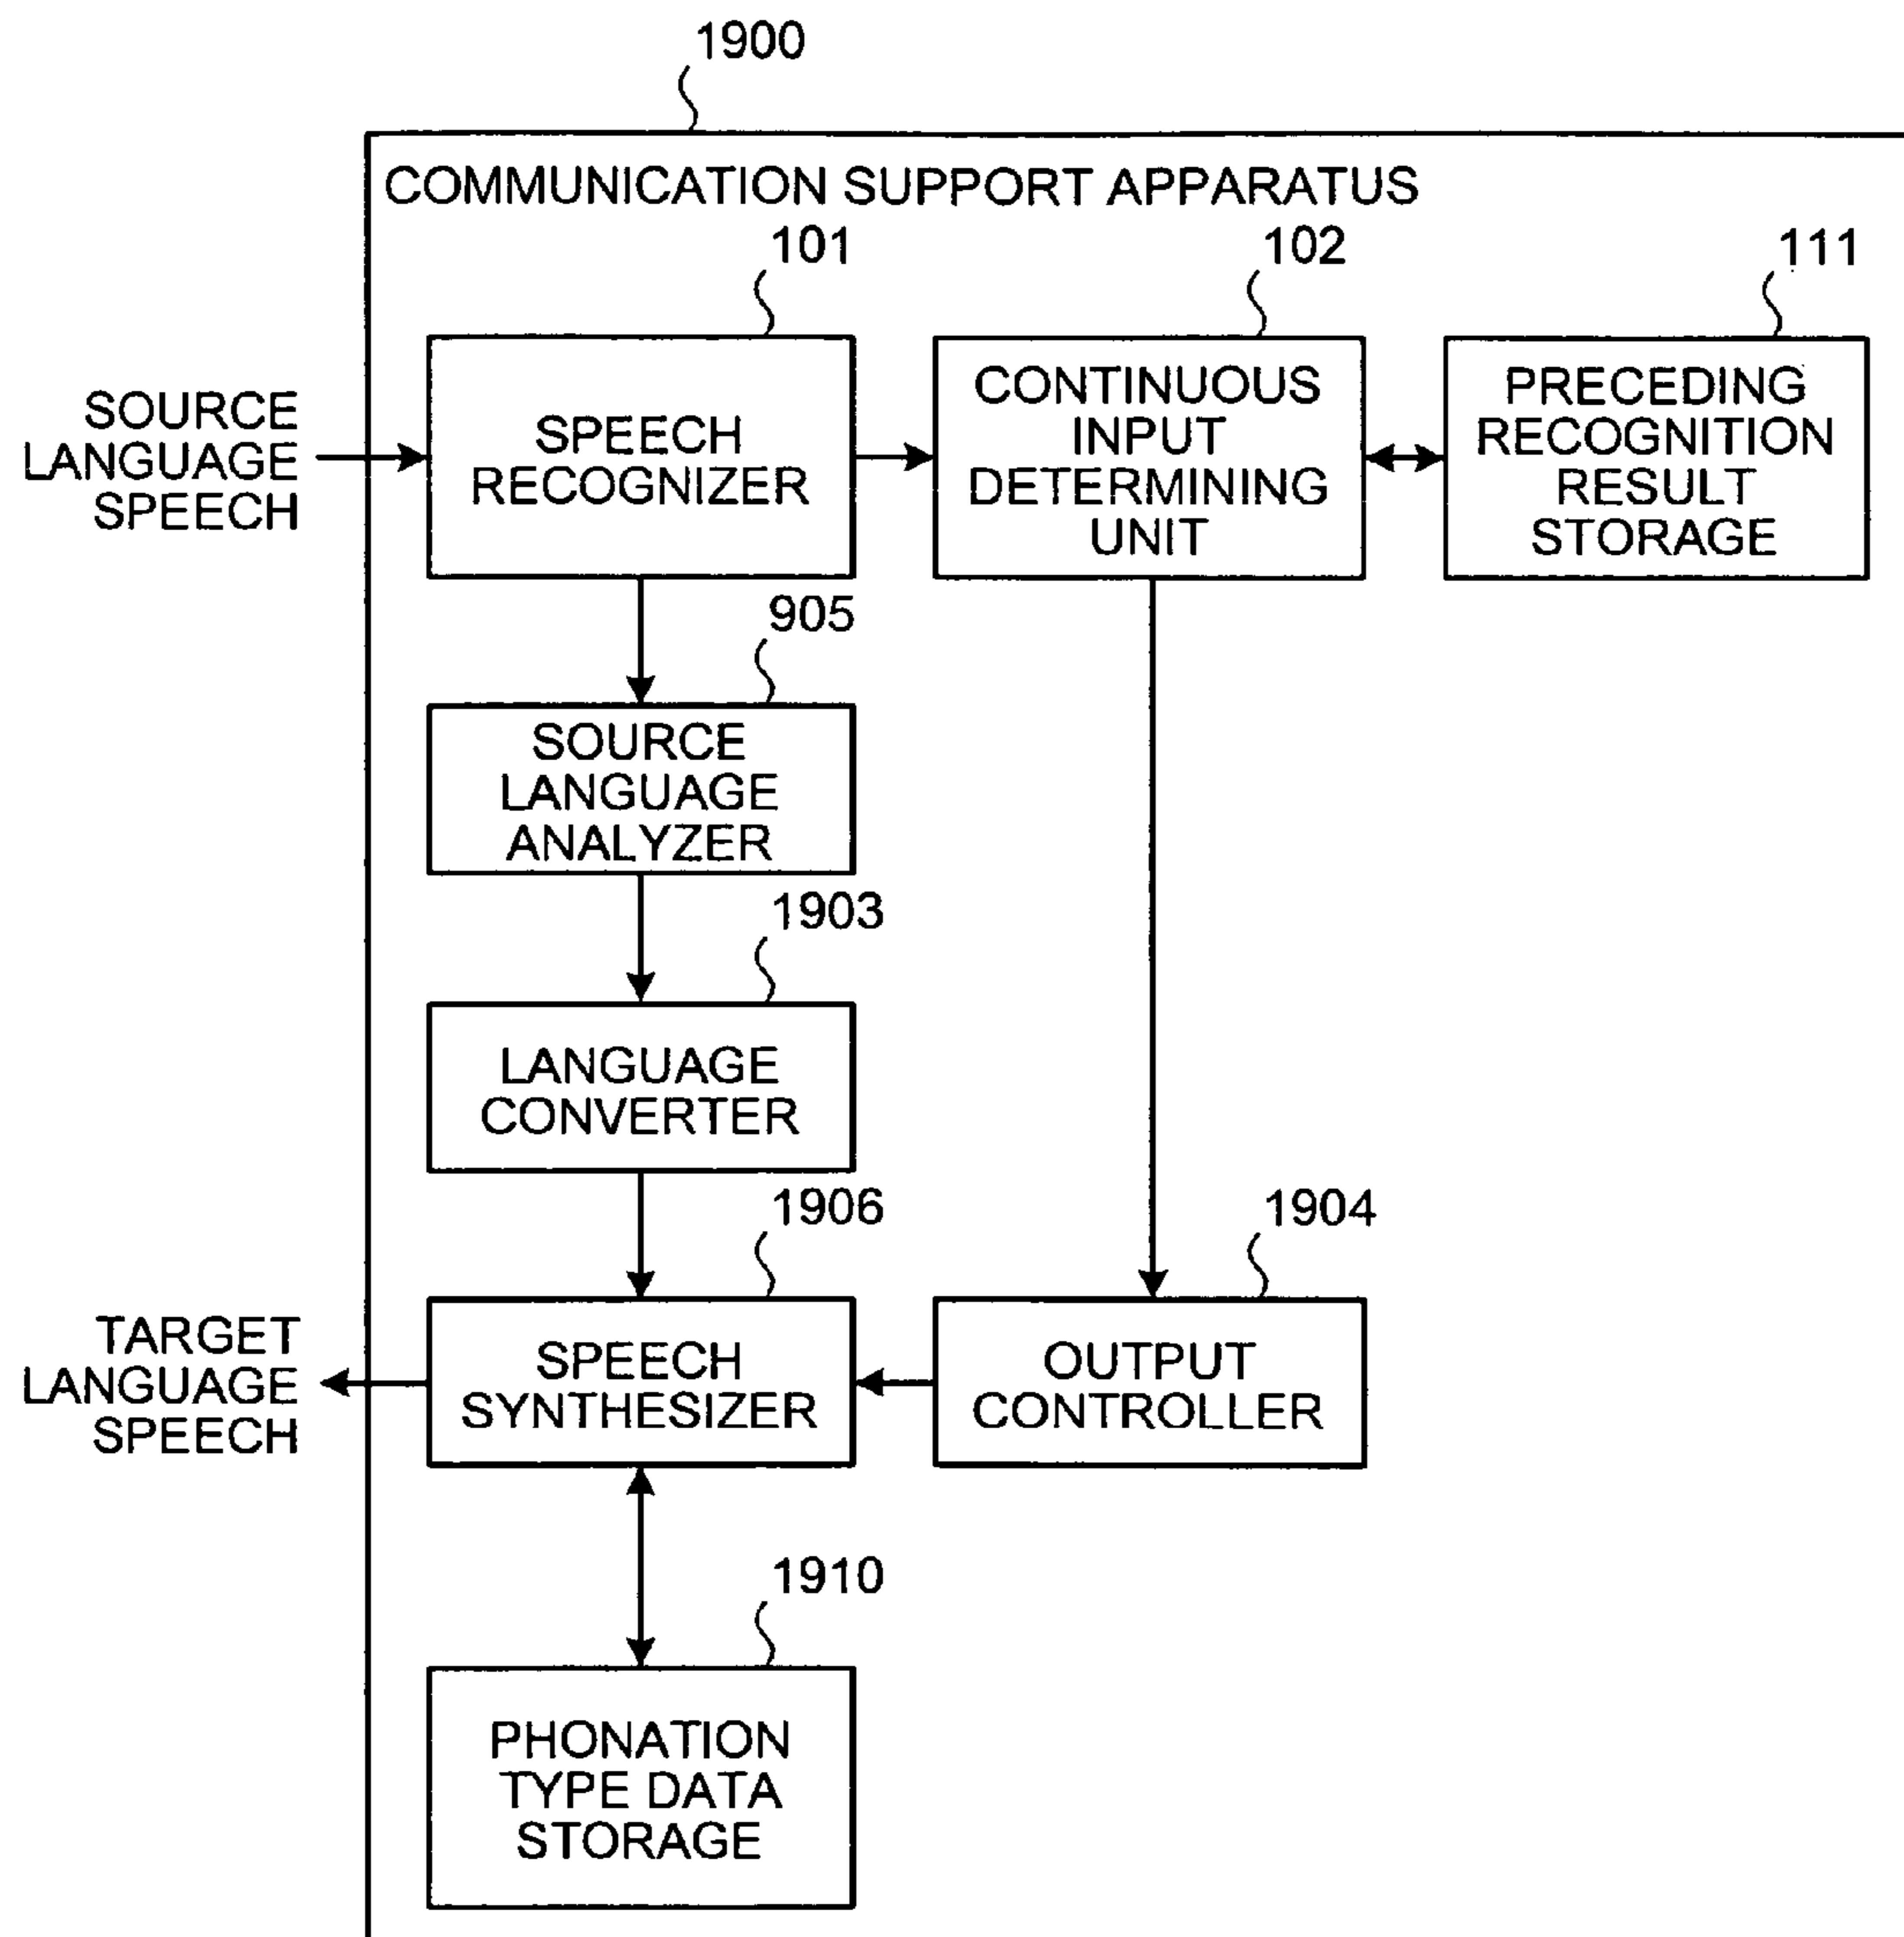 1900
COMMUNICATION SUPPORT APPARATUS
101
102
111
SOURCE
LANGUAGE
SPEECH
SPEECH
RECOGNIZER
CONTINUOUS
INPUT
DETERMINING
UNIT
PRECEDING
RECOGNITION
RESULT
STORAGE
905
SOURCE
LANGUAGE
ANALYZER
1903
LANGUAGE
CONVERTER
1906
1904
TARGET
LANGUAGE
SPEECH
SPEECH
SYNTHESIZER
OUTPUT
CONTROLLER
1910
PHONATION
TYPE DATA
STORAGE